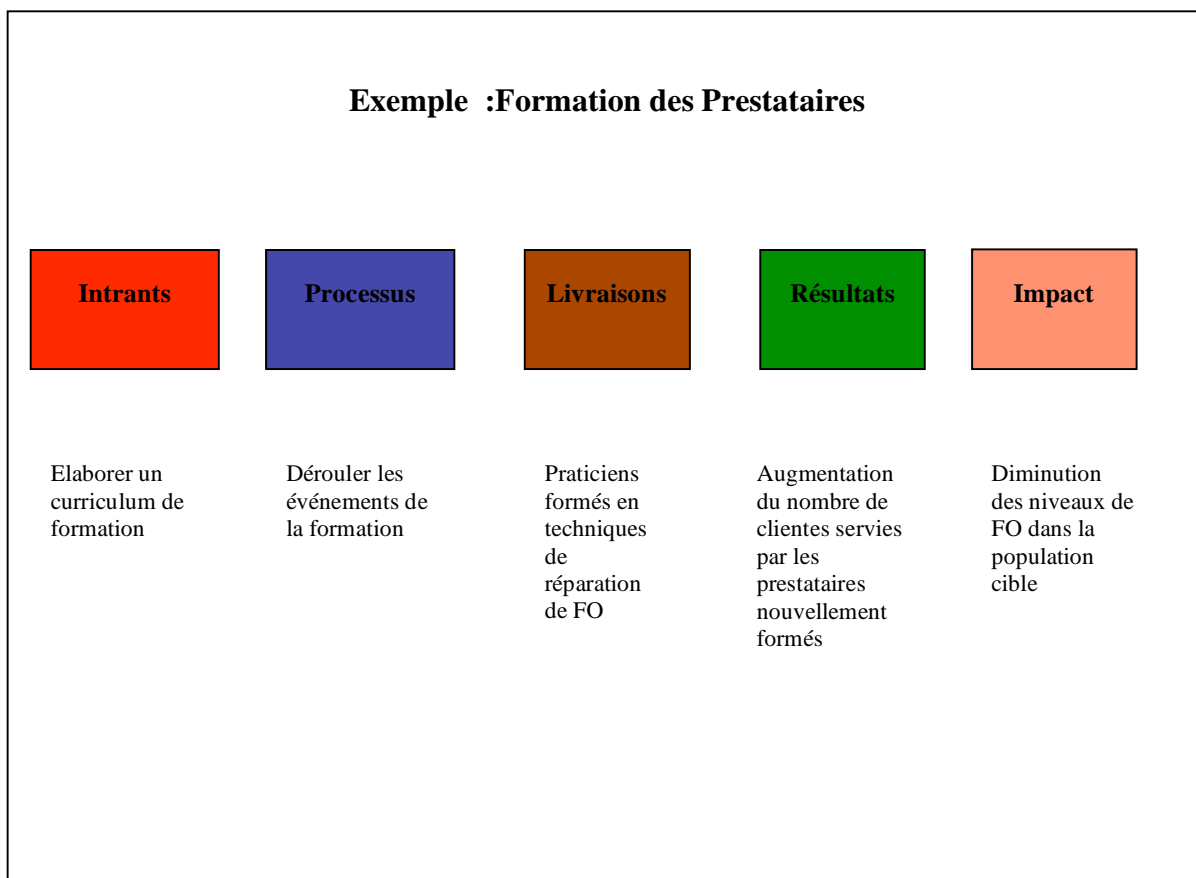 Exemple :Formation des Prestataires
Intrants
Processus
Livraisons
Résultats
Impact
Elaborer un
curriculum de
formation
Dérouler les
événements de
la formation
Praticiens
formés en
techniques
de
réparation
de FO
Augmentation
du nombre de
clientes servies
par les
prestataires
nouvellement
formés
Diminution
des niveaux de
FO dans la
population
cible